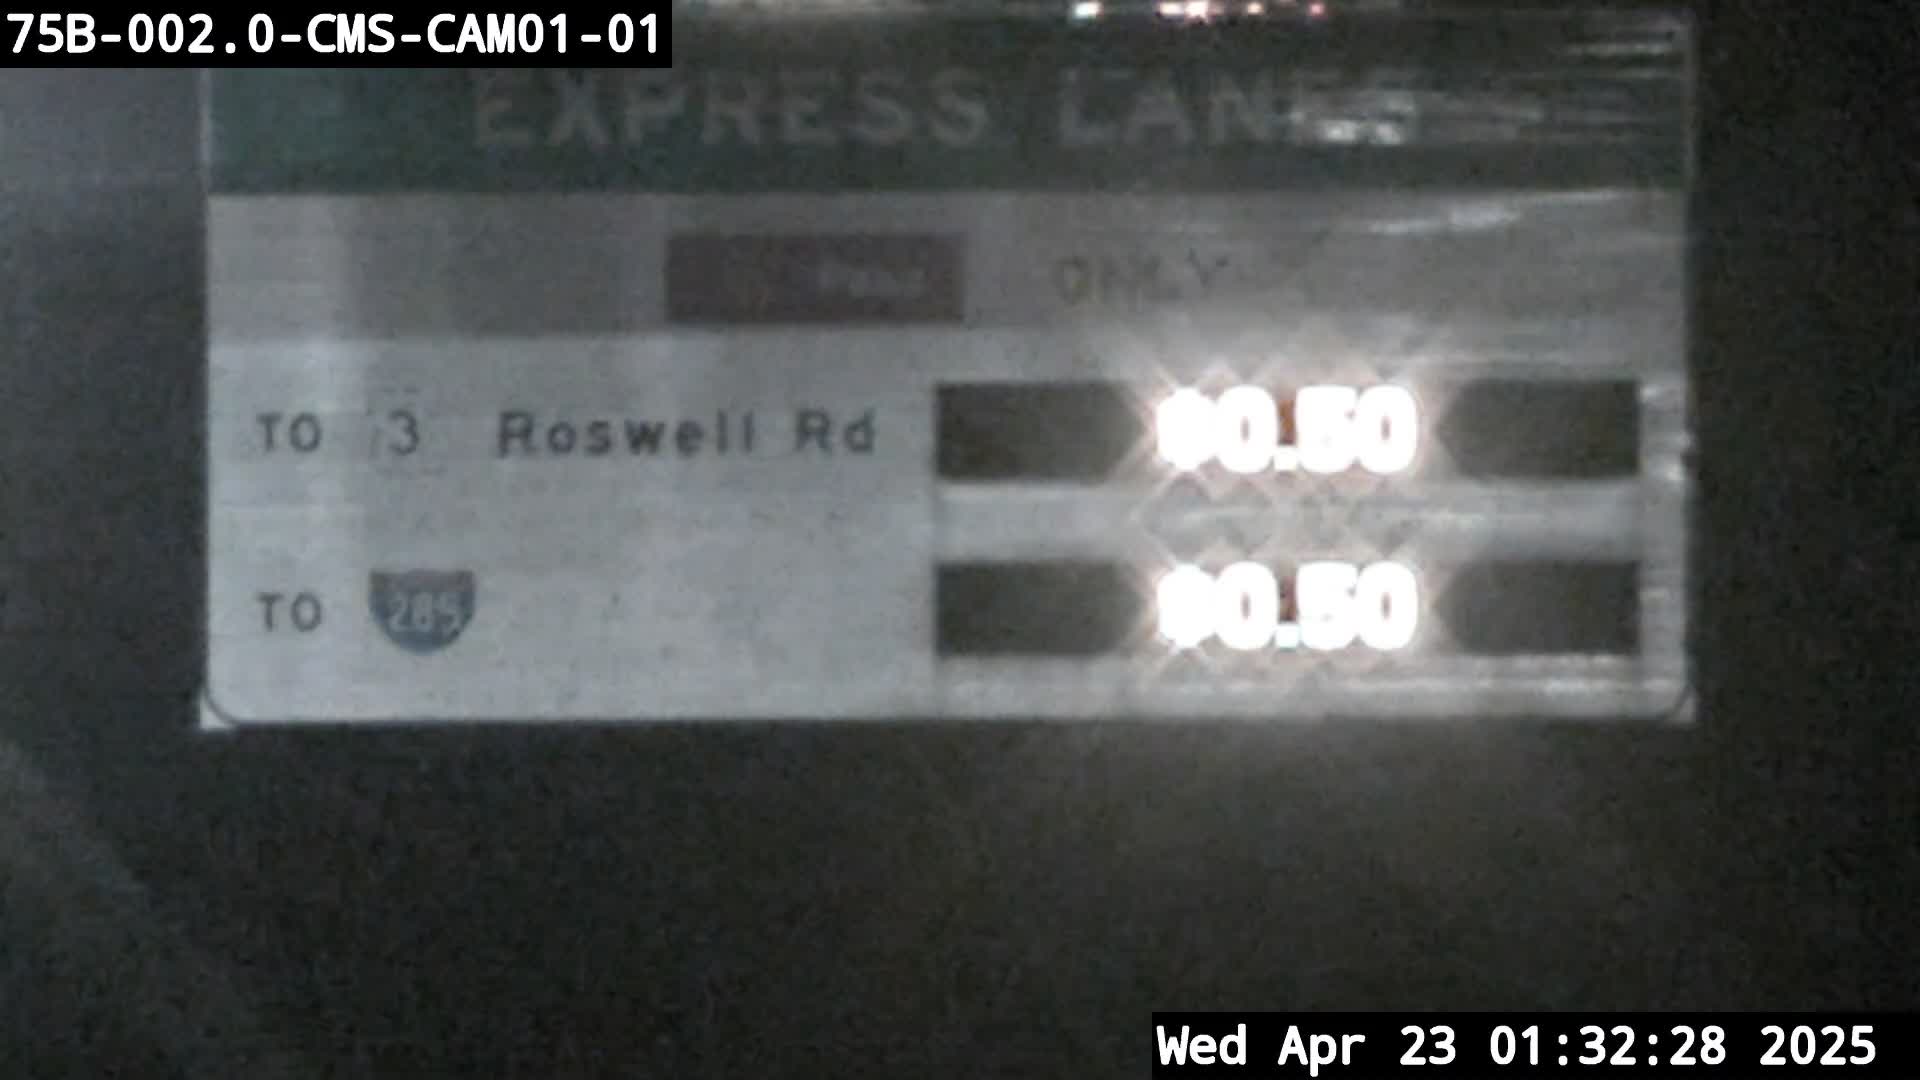 75B-002.0-CMS-CAM01-01
EXPRESS LANES
ONLY
TO 3 Roswell Rd $0.50
TO 285 $0.50
Wed Apr 23 01:32:28 2025